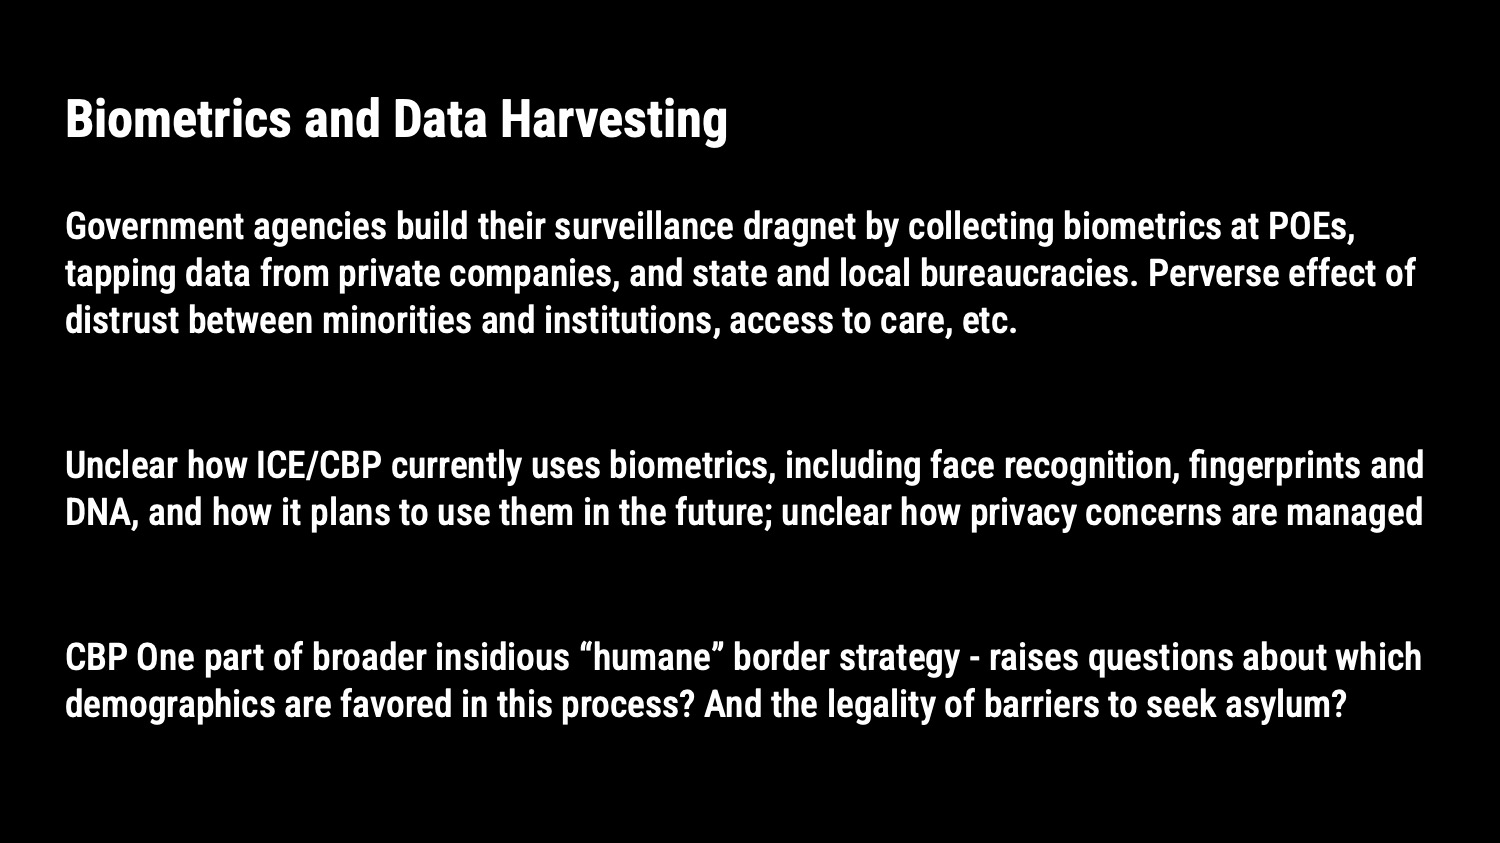 Biometrics and Data Harvesting
Government agencies build their surveillance dragnet by collecting biometrics at POEs,
tapping data from private companies, and state and local bureaucracies. Perverse effect of
distrust between minorities and institutions, access to care, etc.
Unclear how ICE/CBP currently uses biometrics, including face recognition, fingerprints and
DNA, and how it plans to use them in the future; unclear how privacy concerns are managed
CBP One part of broader insidious “humane” border strategy - raises questions about which
demographics are favored in this process? And the legality of barriers to seek asylum?